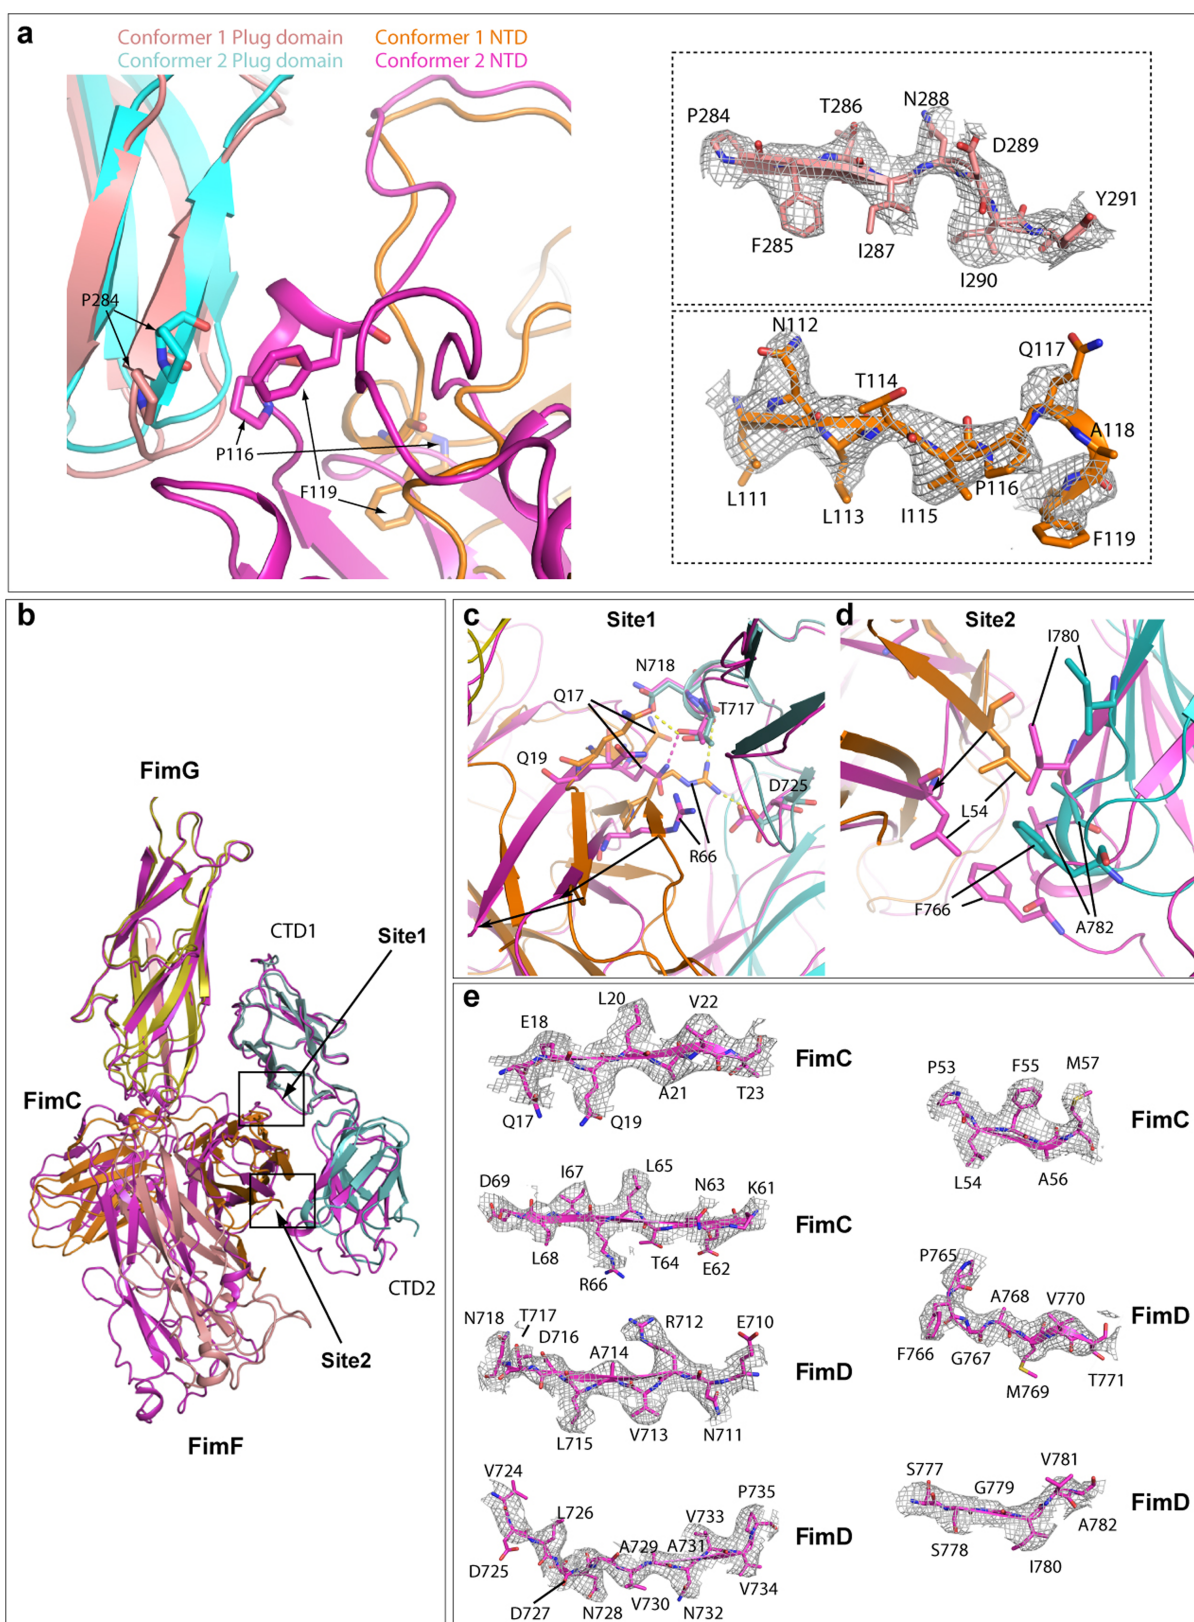 a
Conformer 1 Plug domain
Conformer 1 NTD
Conformer 2 Plug domain
Conformer 2 NTD
P284
P116
F119
P284
T286
N288
D289
Y291
F285
I287
I290
N112
Q117
T114
A118
L111
L113
I115
P116
F119
b
FimG
CTD1
Site1
FimC
CTD2
Site2
FimF
c
Site1
N718
Q17
T717
Q19
D725
R66
d
Site2
I780
L54
F766
A782
e
L20
V22
E18
FimC
A21
T23
Q17
Q19
P53
F55
M57
FimC
L54
A56
D69
I67
L65
N63
K61
FimC
L68
R66
T64
E62
N718
T717
D716
A714
R712
E710
FimD
L715
V713
N711
P765
A768
V770
FimD
F766
G767
M769
T771
V724
L726
A729
A731
V733
P735
FimD
D725
D727
N728
V730
N732
V734
S777
G779
V781
FimD
S778
I780
A782